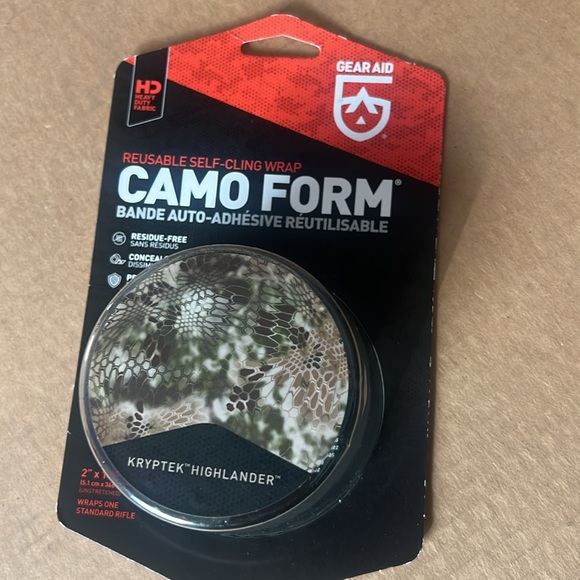 GEAR AID
HD
HEAVY
DUTY
FABRIC
REUSABLE SELF-CLING WRAP
CAMO FORM®
BANDE AUTO-ADHÉSIVE RÉUTILISABLE
RESIDUE-FREE
SANS RÉSIDUS
KRYPTEK™ HIGHLANDER™
2" x
(UNSTRETCHED)
WRAPS ONE
STANDARD RIFLE